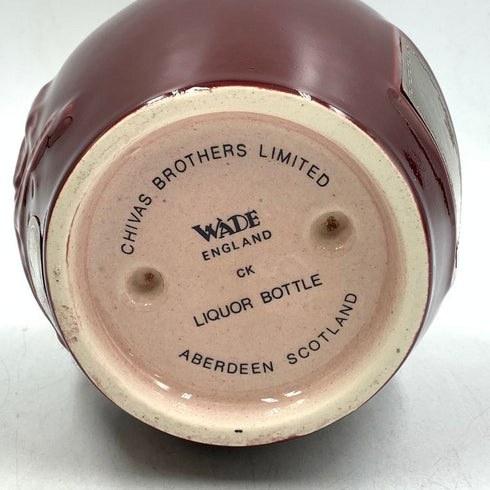 CHIVAS BROTHERS LIMITED
WADE
ENGLAND
CK
LIQUOR BOTTLE
ABERDEEN SCOTLAND